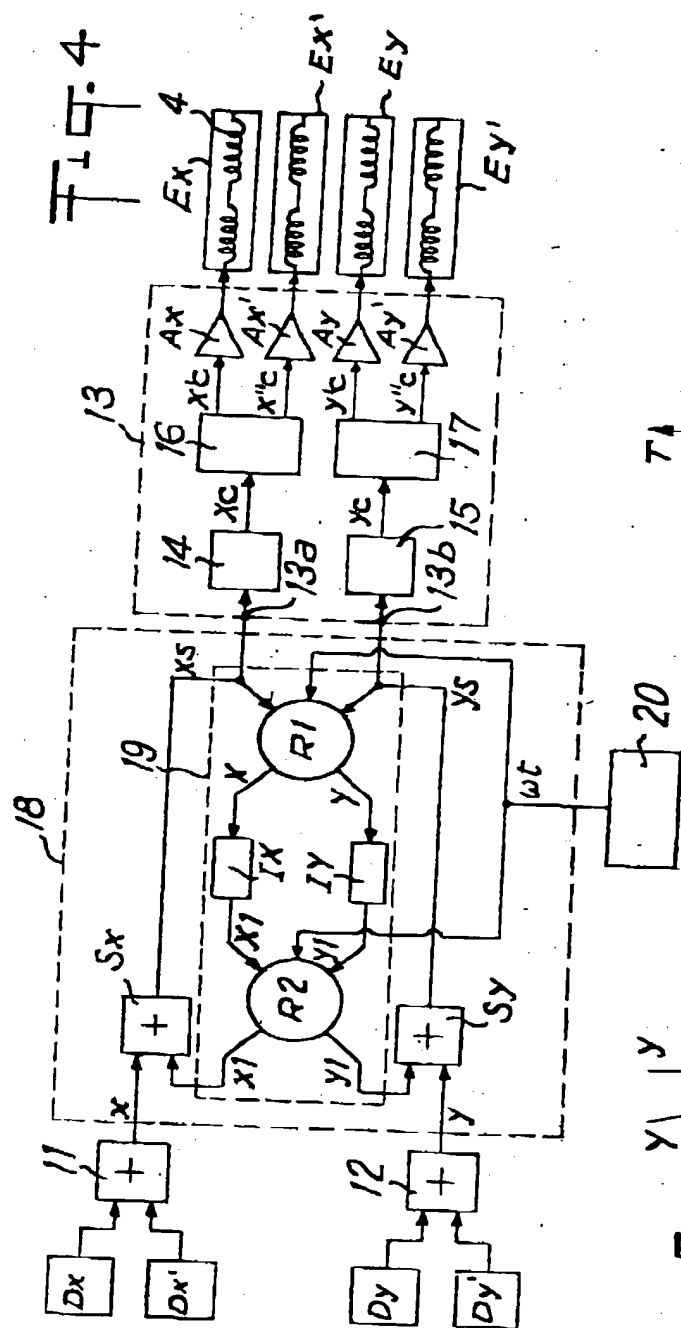 Fig. 4
Dx
Dx'
11
+
x
Dy
Dy'
12
+
y
18
Sx
+
xs
19
R1
X
Y
IX
IY
X1
Y1
R2
x1
y1
Sy
+
ys
ωt
20
13
13a
13b
14
15
xc
yc
16
17
x'c
x"c
y'c
y"c
Ax
Ax'
Ay
Ay'
Ex
4
Ex'
Ey
Ey'
T
Y
y